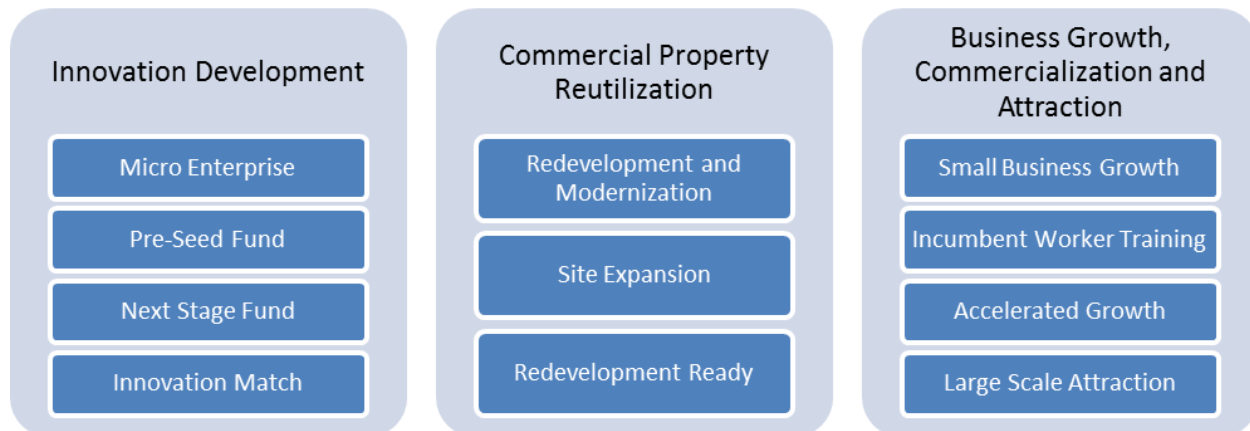 Innovation Development
Micro Enterprise
Pre-Seed Fund
Next Stage Fund
Innovation Match
Commercial Property
Reutilization
Redevelopment and
Modernization
Site Expansion
Redevelopment Ready
Business Growth,
Commercialization and
Attraction
Small Business Growth
Incumbent Worker Training
Accelerated Growth
Large Scale Attraction